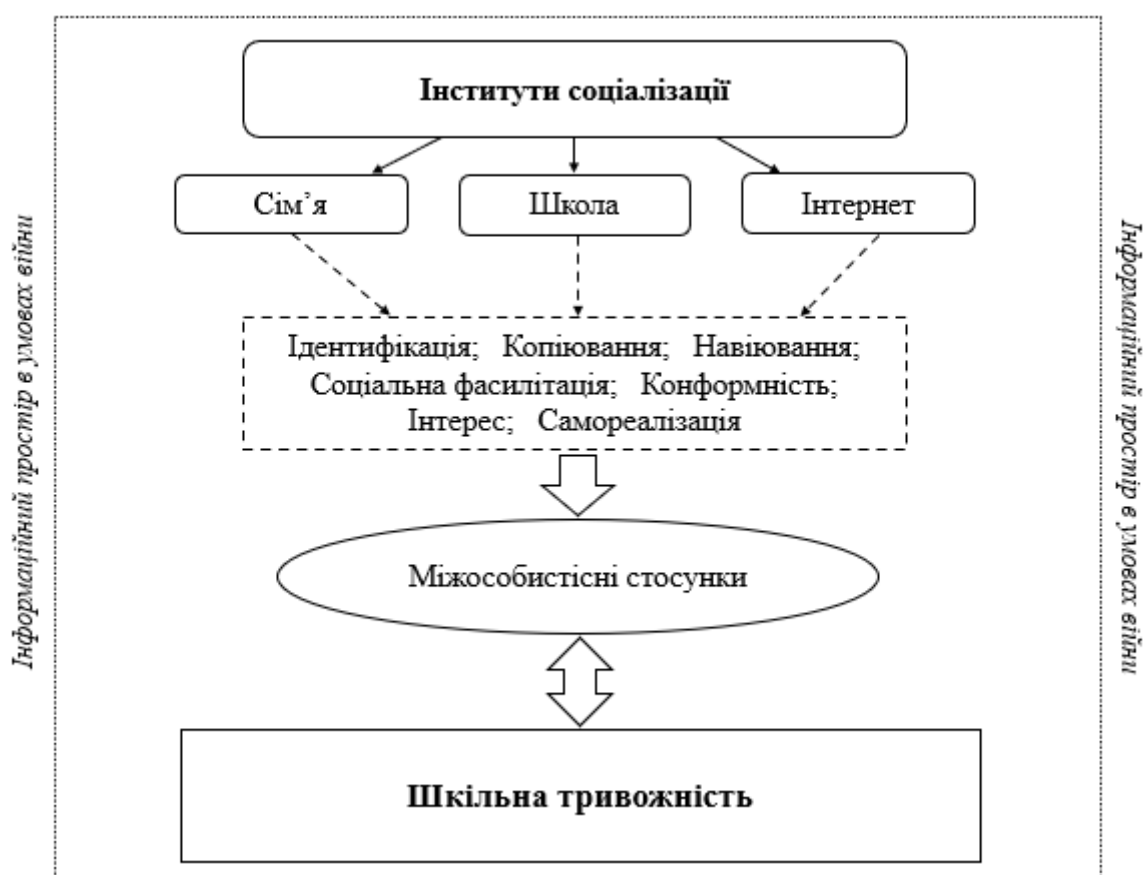 Інститути соціалізації
Сім’я
Школа
Інтернет
Ідентифікація; Копіювання; Навіювання;
Соціальна фасилітація; Конформність;
Інтерес; Самореалізація
Міжособистісні стосунки
Шкільна тривожність
Інформаційний простір в умовах війни
Інформаційний простір в умовах війни